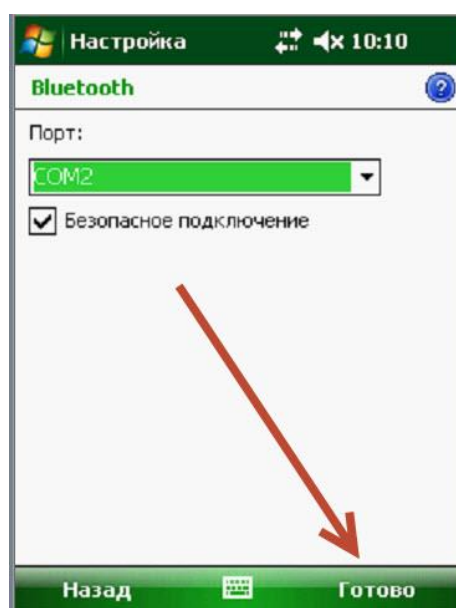 Настройка 10:10
Bluetooth ?
Порт:
COM2
Безопасное подключение
Назад Готово